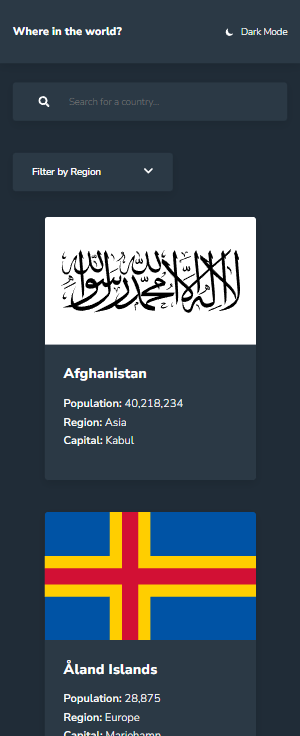 Where in the world?
Dark Mode
Search for a country...
Filter by Region
لا إله إلا الله محمد رسول الله
Afghanistan
Population: 40,218,234
Region: Asia
Capital: Kabul
Åland Islands
Population: 28,875
Region: Europe
Capital: Mariehamn